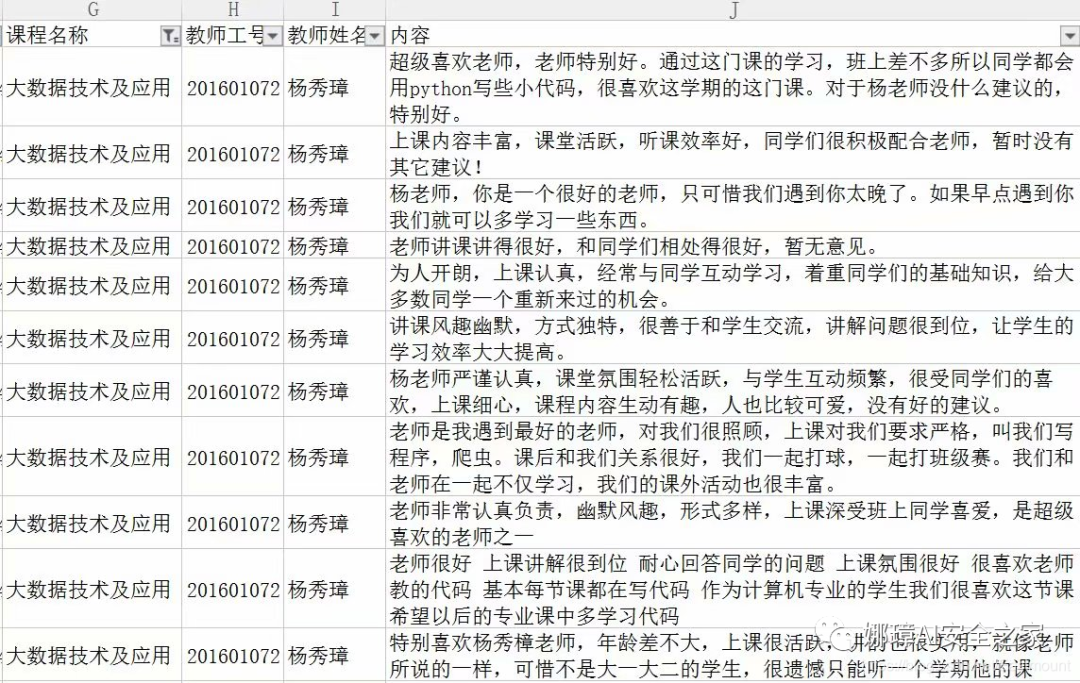 G H I J
课程名称 教师工号 教师姓名 内容
大数据技术及应用 201601072 杨秀璋 超级喜欢老师，老师特别好。通过这门课的学习，班上差不多所以同学都会
用python写些小代码，很喜欢这学期的这门课。对于杨老师没什么建议的，
特别好。
大数据技术及应用 201601072 杨秀璋 上课内容丰富，课堂活跃，听课效率好，同学们很积极配合老师，暂时没有
其它建议！
大数据技术及应用 201601072 杨秀璋 杨老师，你是一个很好的老师，只可惜我们遇到你太晚了。如果早点遇到你
我们就可以多学习一些东西。
大数据技术及应用 201601072 杨秀璋 老师讲课讲得很好，和同学们相处得很好，暂无意见。
大数据技术及应用 201601072 杨秀璋 为人开朗，上课认真，经常与同学互动学习，着重同学们的基础知识，给大
多数同学一个重新来过的机会。
大数据技术及应用 201601072 杨秀璋 讲课风趣幽默，方式独特，很善于和学生交流，讲解问题很到位，让学生的
学习效率大大提高。
大数据技术及应用 201601072 杨秀璋 杨老师严谨认真，课堂氛围轻松活跃，与学生互动频繁，很受同学们的喜
欢，上课细心，课程内容生动有趣，人也比较可爱，没有好的建议。
大数据技术及应用 201601072 杨秀璋 老师是我遇到最好的老师，对我们很照顾，上课对我们要求严格，叫我们写
程序，爬虫。课后和我们关系很好，我们一起打球，一起打班级赛。我们和
老师在一起不仅学习，我们的课外活动也很丰富。
大数据技术及应用 201601072 杨秀璋 老师非常认真负责，幽默风趣，形式多样，上课深受班上同学喜爱，是超级
喜欢的老师之一
大数据技术及应用 201601072 杨秀璋 老师很好 上课讲解很到位 耐心回答同学的问题 上课氛围很好 很喜欢老师
教的代码 基本每节课都在写代码 作为计算机专业的学生我们很喜欢这节课
希望以后的专业课中多学习代码
大数据技术及应用 201601072 杨秀璋 特别喜欢杨秀樟老师，年龄差不大，上课很活跃，讲的也很实用，就像老师
所说的一样，可惜不是大一大二的学生，很遗憾只能听一个学期他的课
娜璋AI安全之家